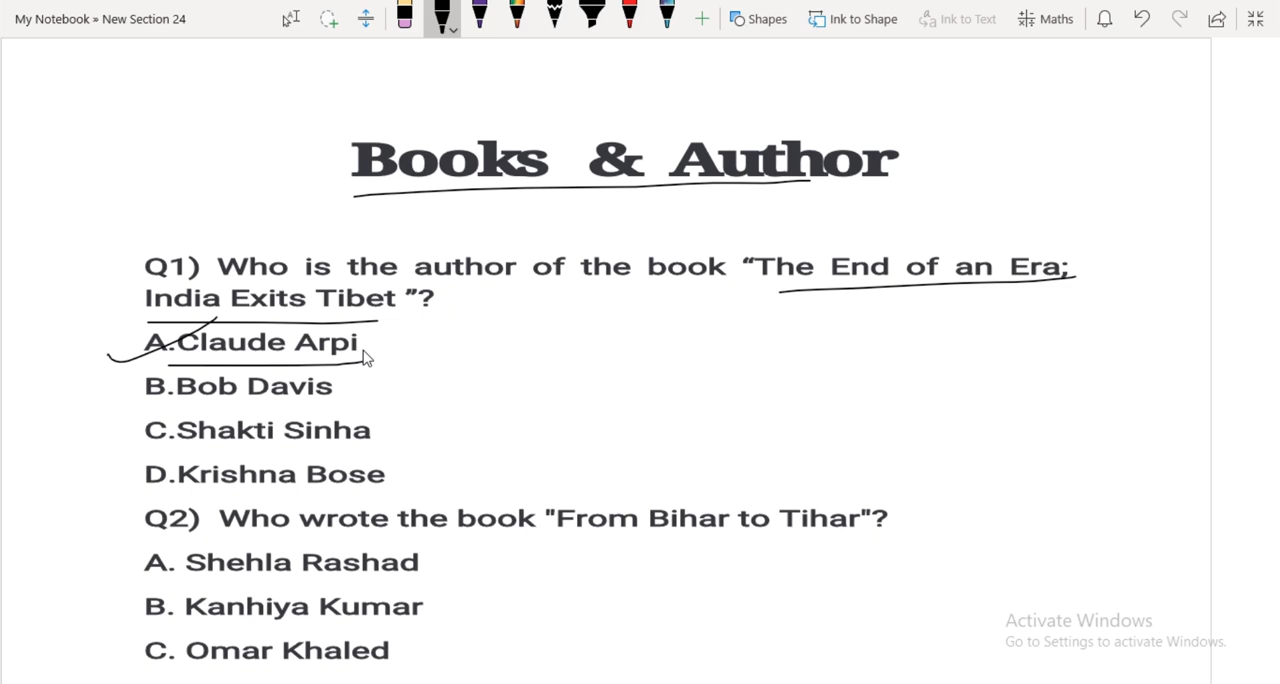 My Notebook » New Section 24
Shapes
Ink to Shape
Ink to Text
Maths
Books & Author
Q1) Who is the author of the book “The End of an Era;
India Exits Tibet ”?
A.Claude Arpi
B.Bob Davis
C.Shakti Sinha
D.Krishna Bose
Q2) Who wrote the book "From Bihar to Tihar"?
A. Shehla Rashad
B. Kanhiya Kumar
C. Omar Khaled
Activate Windows
Go to Settings to activate Windows.